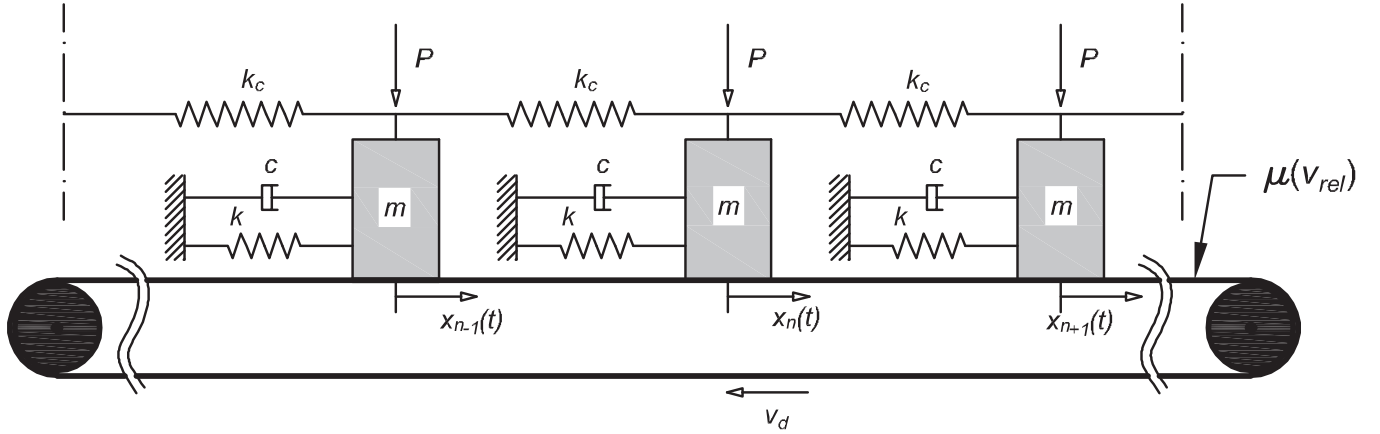 P P P
k_c k_c k_c
c c c
m m m
μ(v_rel)
k k k
x_{n-1}(t) x_n(t) x_{n+1}(t)
v_d